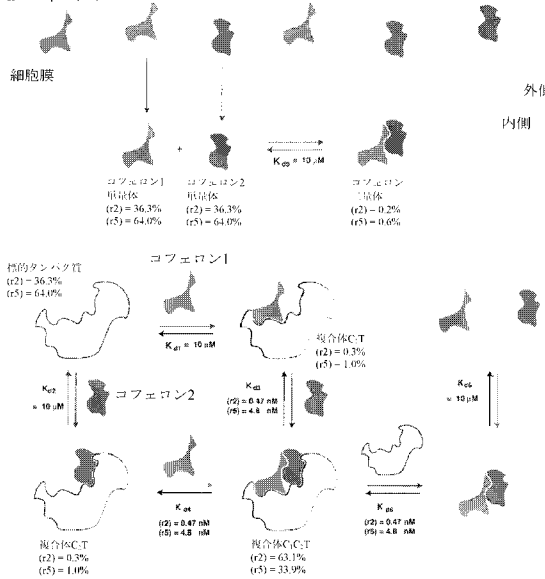 細胞膜
外側
内側
+
K d5 ≈ 10 μM
コフェロン1
単量体
(r2) = 36.3%
(r5) = 64.0%
コフェロン2
単量体
(r2) = 36.3%
(r5) = 64.0%
コフェロン
二量体
(r2) = 0.2%
(r5) = 0.6%
標的タンパク質
(r2) = 36.3%
(r5) = 64.0%
コフェロン1
K d1 ≈ 10 μM
複合体C₁T
(r2) = 0.3%
(r5) = 1.0%
K d2
≈ 10 μM
コフェロン2
K d3
(r2) = 0.47 nM
(r5) = 4.8 nM
K d5
≈ 10 μM
K d4
(r2) = 0.47 nM
(r5) = 4.8 nM
K d6
(r2) = 0.47 nM
(r5) = 4.8 nM
複合体C₂T
(r2) = 0.3%
(r5) = 1.0%
複合体C₁C₂T
(r2) = 63.1%
(r5) = 33.9%